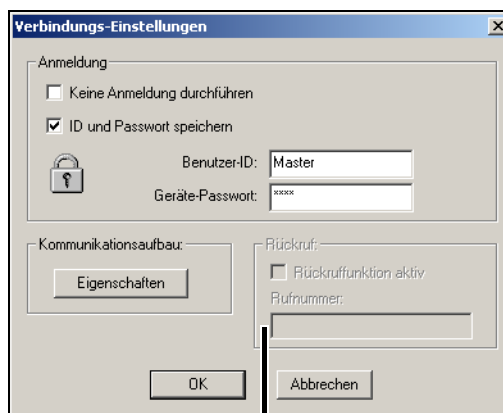 Verbindungs-Einstellungen
Anmeldung
Keine Anmeldung durchführen
ID und Passwort speichern
Benutzer-ID: Master
Geräte-Passwort: ****
Kommunikationsaufbau:
Eigenschaften
Rückruf:
Rückruffunktion aktiv
Rufnummer:
OK Abbrechen